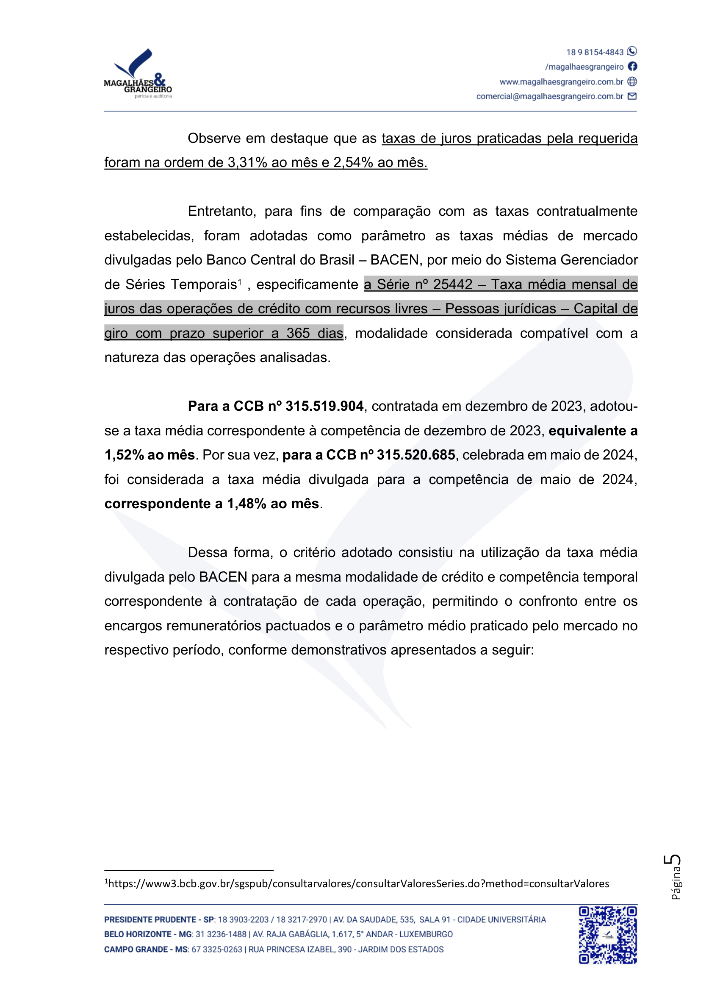 MAGALHÃES&
GRANGEIRO
perícia e auditoria
18 9 8154-4843
/magalhaesgrangeiro
www.magalhaesgrangeiro.com.br
comercial@magalhaesgrangeiro.com.br
Observe em destaque que as taxas de juros praticadas pela requerida
foram na ordem de 3,31% ao mês e 2,54% ao mês.
Entretanto, para fins de comparação com as taxas contratualmente
estabelecidas, foram adotadas como parâmetro as taxas médias de mercado
divulgadas pelo Banco Central do Brasil – BACEN, por meio do Sistema Gerenciador
de Séries Temporais¹ , especificamente a Série nº 25442 – Taxa média mensal de
juros das operações de crédito com recursos livres – Pessoas jurídicas – Capital de
giro com prazo superior a 365 dias, modalidade considerada compatível com a
natureza das operações analisadas.
Para a CCB nº 315.519.904, contratada em dezembro de 2023, adotou-
se a taxa média correspondente à competência de dezembro de 2023, equivalente a
1,52% ao mês. Por sua vez, para a CCB nº 315.520.685, celebrada em maio de 2024,
foi considerada a taxa média divulgada para a competência de maio de 2024,
correspondente a 1,48% ao mês.
Dessa forma, o critério adotado consistiu na utilização da taxa média
divulgada pelo BACEN para a mesma modalidade de crédito e competência temporal
correspondente à contratação de cada operação, permitindo o confronto entre os
encargos remuneratórios pactuados e o parâmetro médio praticado pelo mercado no
respectivo período, conforme demonstrativos apresentados a seguir:
Página5
¹https://www3.bcb.gov.br/sgspub/consultarvalores/consultarValoresSeries.do?method=consultarValores
PRESIDENTE PRUDENTE - SP: 18 3903-2203 / 18 3217-2970 | AV. DA SAUDADE, 535, SALA 91 - CIDADE UNIVERSITÁRIA
BELO HORIZONTE - MG: 31 3236-1488 | AV. RAJA GABÁGLIA, 1.617, 5° ANDAR - LUXEMBURGO
CAMPO GRANDE - MS: 67 3325-0263 | RUA PRINCESA IZABEL, 390 - JARDIM DOS ESTADOS